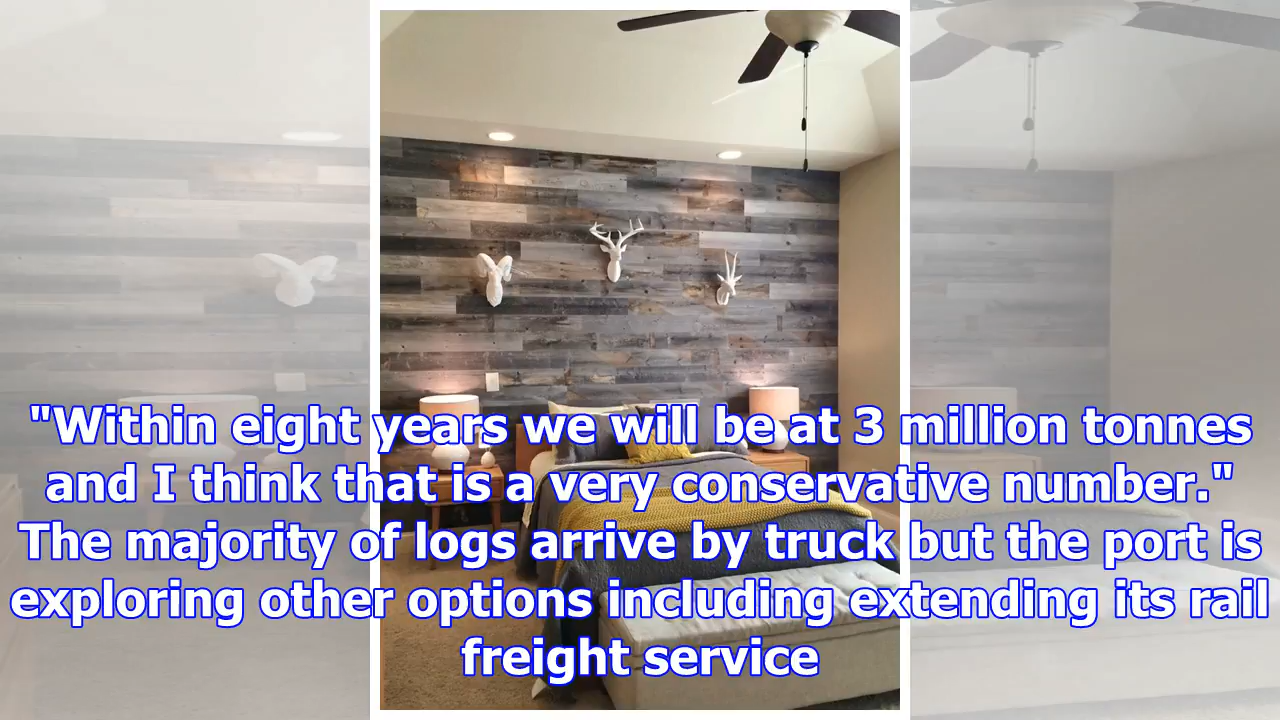 "Within eight years we will be at 3 million tonnes
and I think that is a very conservative number."
The majority of logs arrive by truck but the port is
exploring other options including extending its rail
freight service